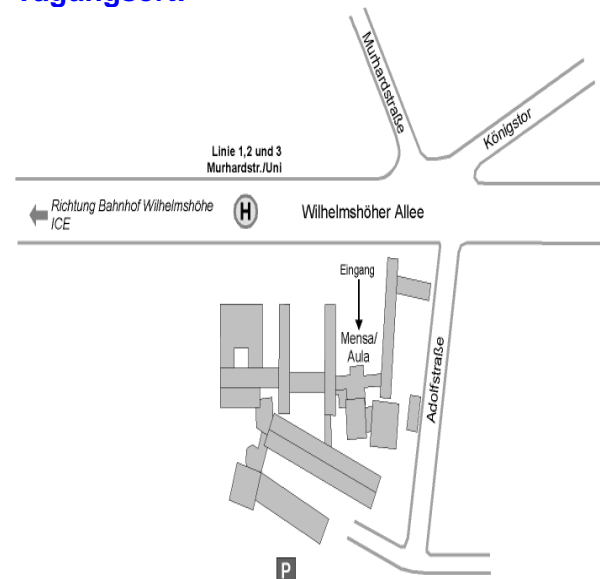 Murhardstraße
Königstor
Linie 1,2 und 3
Murhardstr./Uni
Richtung Bahnhof Wilhelmshöhe
ICE
H
Wilhelmshöher Allee
Eingang
Mensa/
Aula
Adolfstraße
P